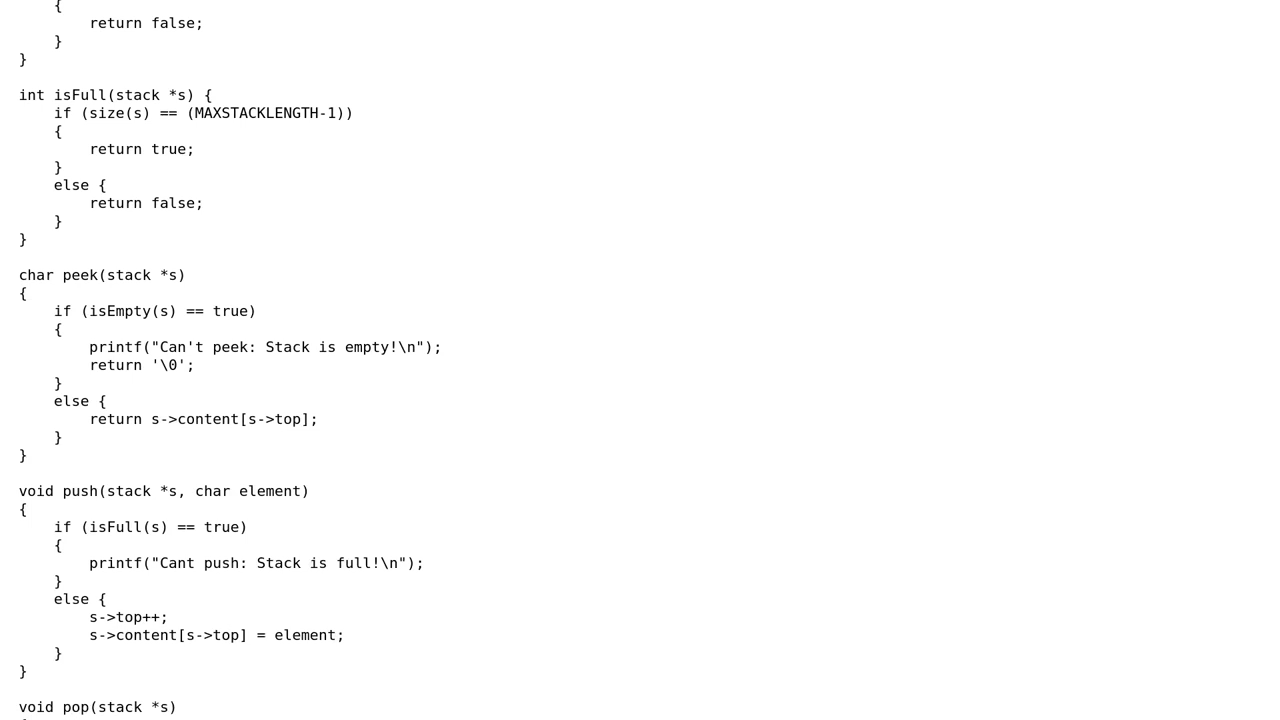 {
        return false;
    }
}

int isFull(stack *s) {
    if (size(s) == (MAXSTACKLENGTH-1))
    {
        return true;
    }
    else {
        return false;
    }
}

char peek(stack *s)
{
    if (isEmpty(s) == true)
    {
        printf("Can't peek: Stack is empty!\n");
        return '\0';
    }
    else {
        return s->content[s->top];
    }
}

void push(stack *s, char element)
{
    if (isFull(s) == true)
    {
        printf("Cant push: Stack is full!\n");
    }
    else {
        s->top++;
        s->content[s->top] = element;
    }
}

void pop(stack *s)
{